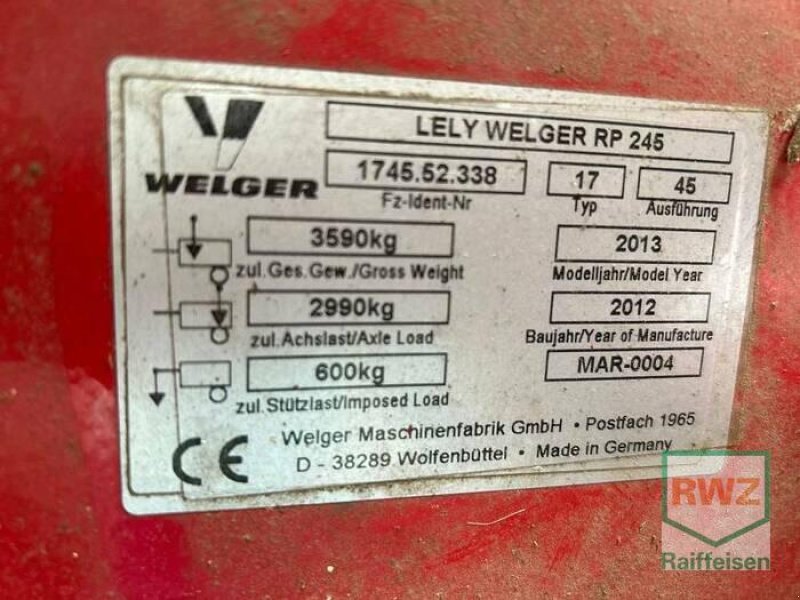 LELY WELGER RP 245
WELGER
1745.52.338 17 45
Fz-Ident-Nr Typ Ausführung
3590kg 2013
zul.Ges.Gew./Gross Weight Modelljahr/Model Year
2990kg 2012
zul.Achslast/Axle Load Baujahr/Year of Manufacture
600kg MAR-0004
zul.Stützlast/Imposed Load
CE
Welger Maschinenfabrik GmbH • Postfach 1965
D - 38289 Wolfenbüttel • Made in Germany
RWZ
Raiffeisen